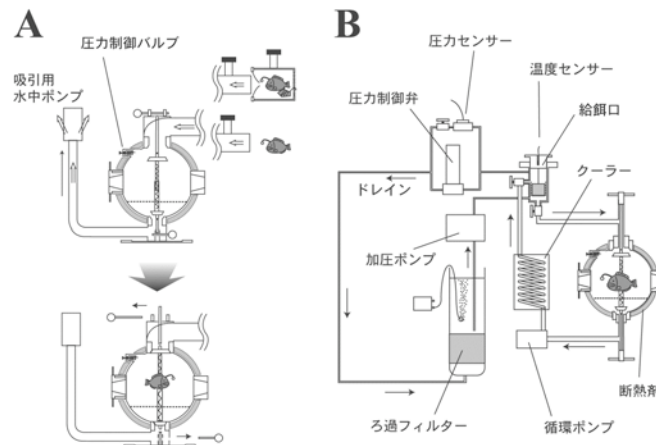 A
圧力制御バルブ
吸引用
水中ポンプ
B
圧力センサー
温度センサー
圧力制御弁
給餌口
クーラー
ドレイン
加圧ポンプ
断熱剤
ろ過フィルター
循環ポンプ